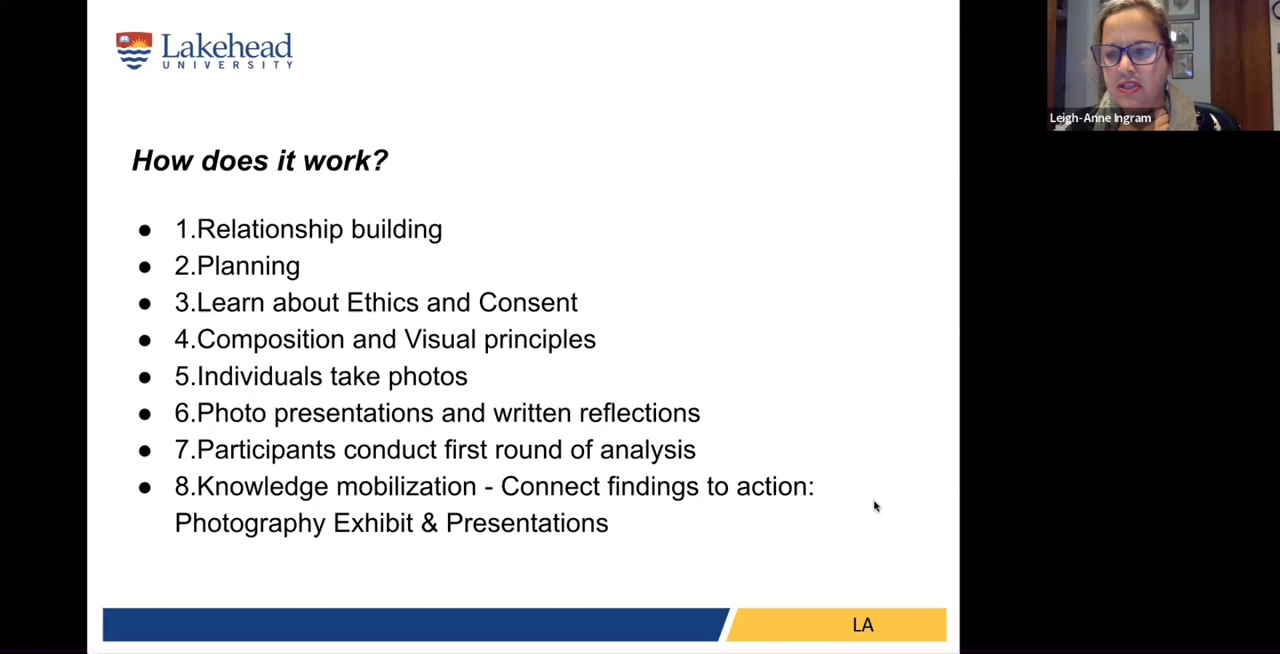 Lakehead
UNIVERSITY
Leigh-Anne Ingram
How does it work?
● 1.Relationship building
● 2.Planning
● 3.Learn about Ethics and Consent
● 4.Composition and Visual principles
● 5.Individuals take photos
● 6.Photo presentations and written reflections
● 7.Participants conduct first round of analysis
● 8.Knowledge mobilization - Connect findings to action:
Photography Exhibit & Presentations
LA